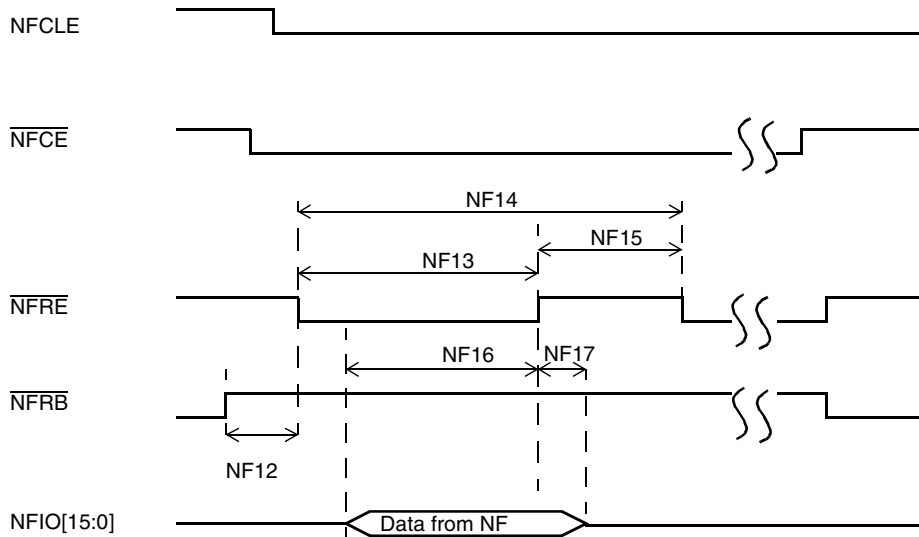 NFCLE
NFCE
NF14
NF15
NF13
NFRE
NF16 NF17
NFRB
NF12
NFIO[15:0] Data from NF